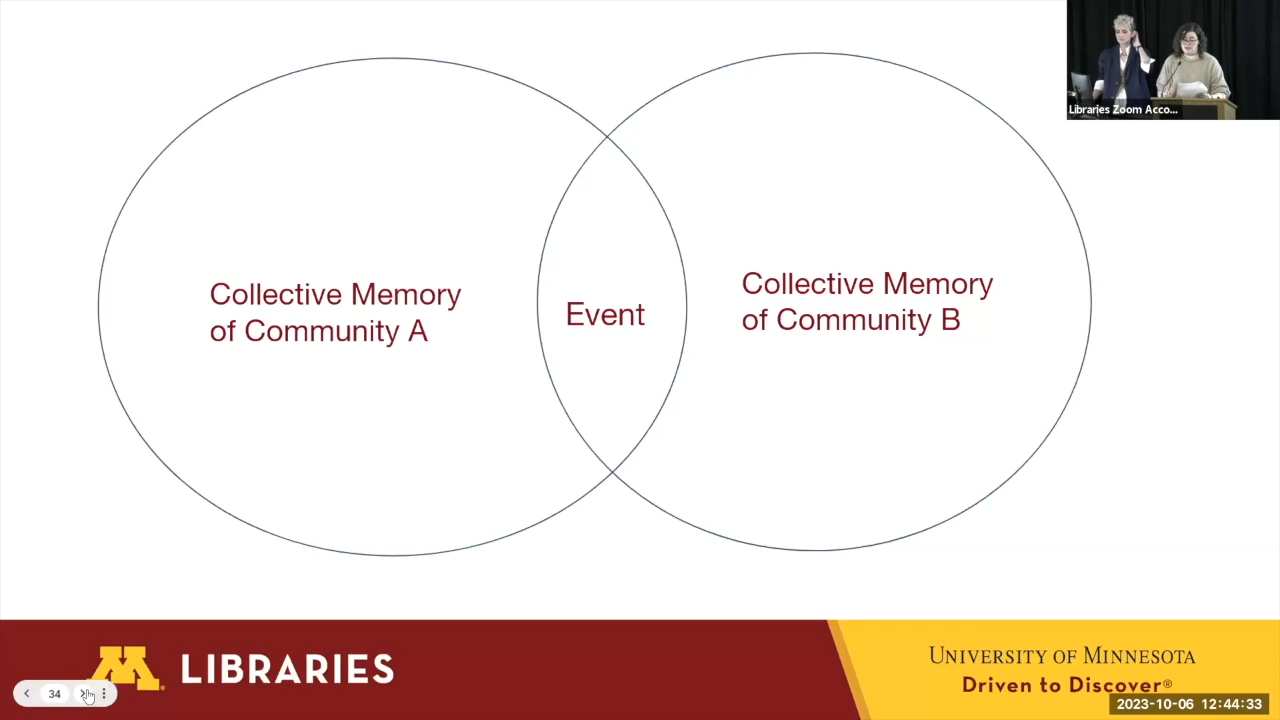 Libraries Zoom Acco...
Collective Memory
of Community A
Event
Collective Memory
of Community B
M LIBRARIES
UNIVERSITY OF MINNESOTA
Driven to Discover®
34
2023-10-06 12:44:33